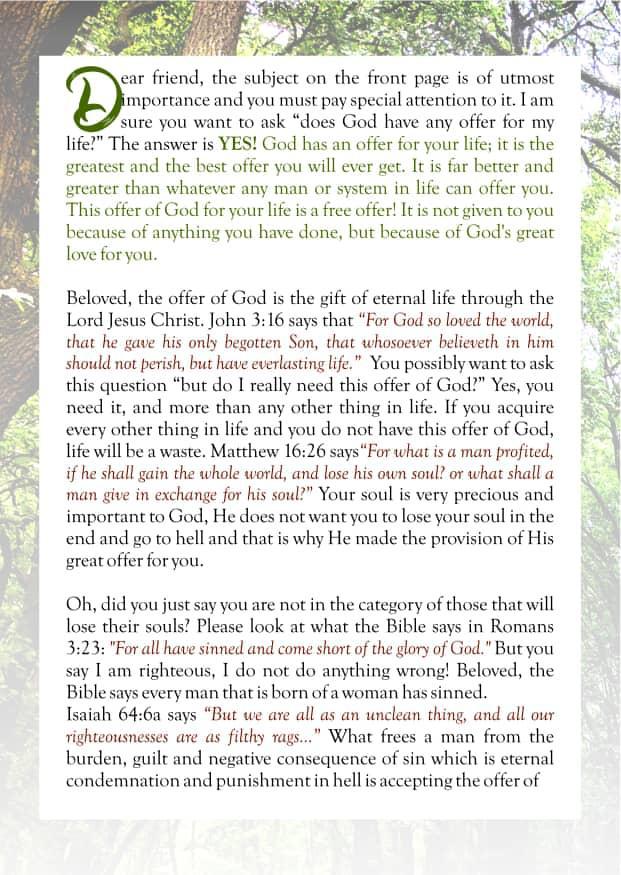 Dear friend, the subject on the front page is of utmost
importance and you must pay special attention to it. I am
sure you want to ask “does God have any offer for my
life?” The answer is YES! God has an offer for your life; it is the
greatest and the best offer you will ever get. It is far better and
greater than whatever any man or system in life can offer you.
This offer of God for your life is a free offer! It is not given to you
because of anything you have done, but because of God's great
love for you.
Beloved, the offer of God is the gift of eternal life through the
Lord Jesus Christ. John 3:16 says that “For God so loved the world,
that he gave his only begotten Son, that whosoever believeth in him
should not perish, but have everlasting life.” You possibly want to ask
this question “but do I really need this offer of God?” Yes, you
need it, and more than any other thing in life. If you acquire
every other thing in life and you do not have this offer of God,
life will be a waste. Matthew 16:26 says“For what is a man profited,
if he shall gain the whole world, and lose his own soul? or what shall a
man give in exchange for his soul?” Your soul is very precious and
important to God, He does not want you to lose your soul in the
end and go to hell and that is why He made the provision of His
great offer for you.
Oh, did you just say you are not in the category of those that will
lose their souls? Please look at what the Bible says in Romans
3:23: "For all have sinned and come short of the glory of God." But you
say I am righteous, I do not do anything wrong! Beloved, the
Bible says every man that is born of a woman has sinned.
Isaiah 64:6a says “But we are all as an unclean thing, and all our
righteousnesses are as filthy rags...” What frees a man from the
burden, guilt and negative consequence of sin which is eternal
condemnation and punishment in hell is accepting the offer of